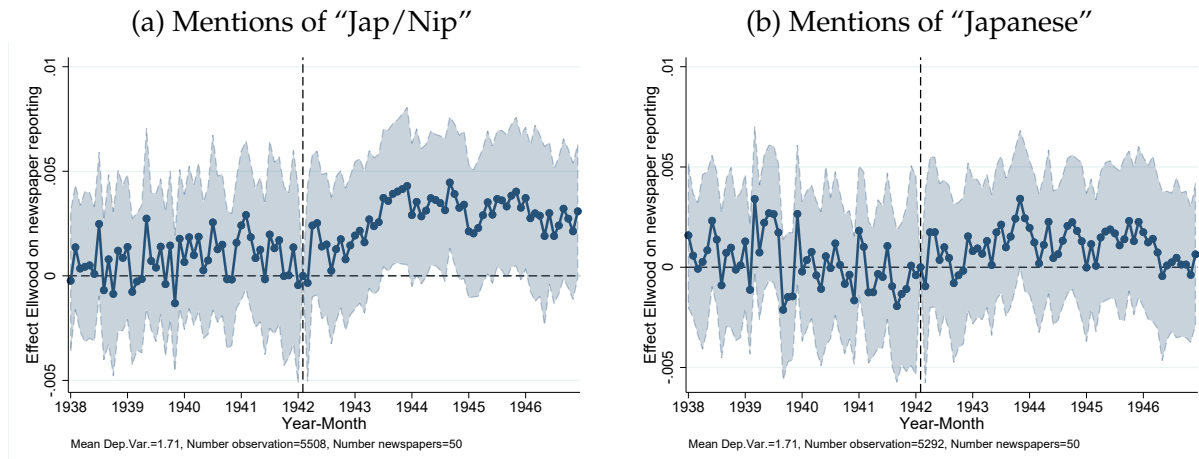 (a) Mentions of “Jap/Nip”
.01
.005
0
-.005
Effect Ellwood on newspaper reporting
1938 1939 1940 1941 1942 1943 1944 1945 1946
Year-Month
Mean Dep.Var.=1.71, Number observation=5508, Number newspapers=50
(b) Mentions of “Japanese”
.01
.005
0
-.005
Effect Ellwood on newspaper reporting
1938 1939 1940 1941 1942 1943 1944 1945 1946
Year-Month
Mean Dep.Var.=1.71, Number observation=5292, Number newspapers=50